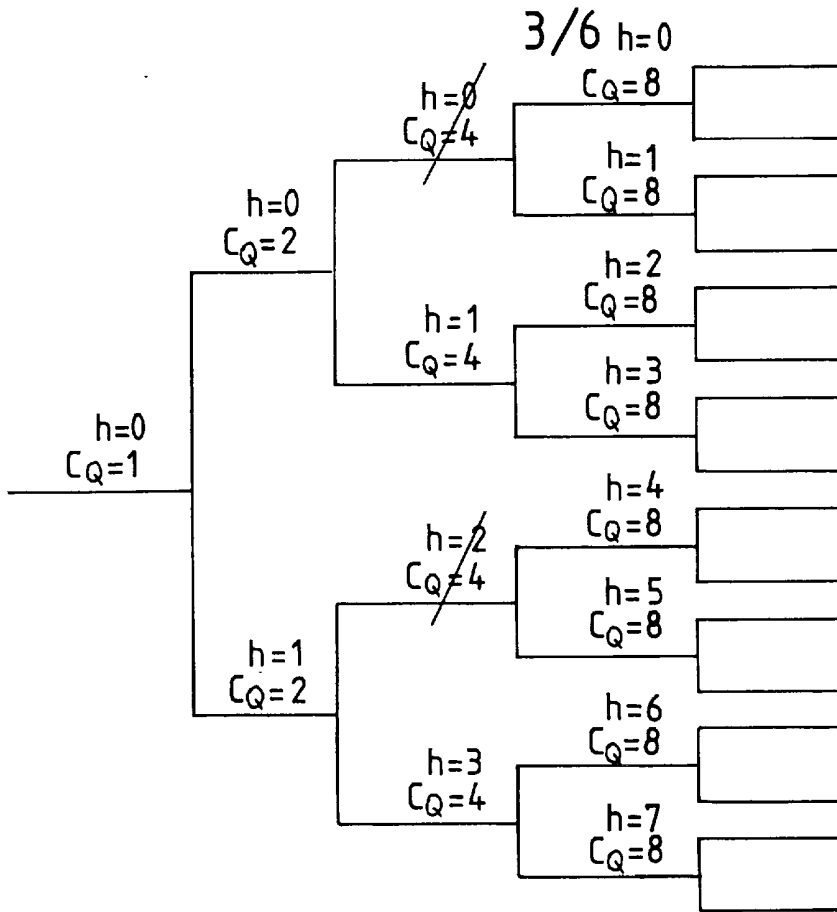 3/6
h=0
C_Q=8
h=0
C_Q=4
h=1
C_Q=8
h=0
C_Q=2
h=2
C_Q=8
h=1
C_Q=4
h=3
C_Q=8
h=0
C_Q=1
h=4
C_Q=8
h=2
C_Q=4
h=5
C_Q=8
h=1
C_Q=2
h=6
C_Q=8
h=3
C_Q=4
h=7
C_Q=8